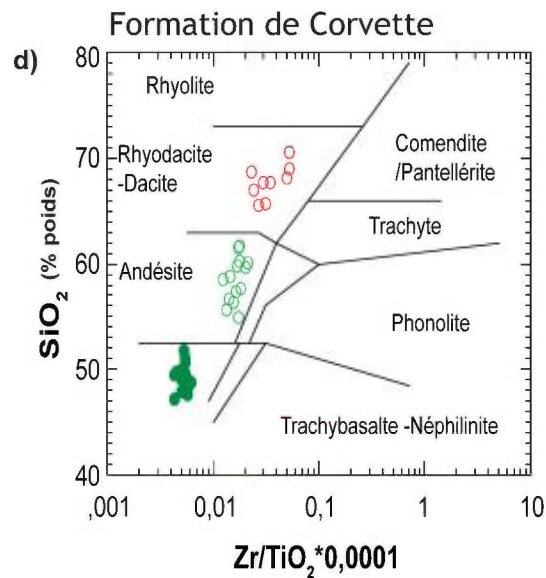 Formation de Corvette
d)
80
70
60
50
40
SiO2 (% poids)
Rhyolite
Rhyodacite
-Dacite
Comendite
/Pantellérite
Trachyte
Andésite
Phonolite
Trachybasalte -Néphilinite
,001
0,01
0,1
1
10
Zr/TiO2*0,0001